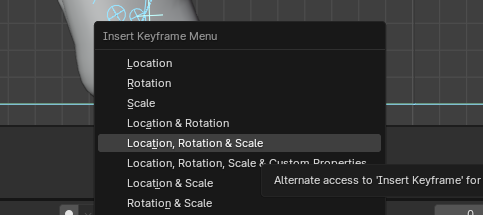 Insert Keyframe Menu
Location
Rotation
Scale
Location & Rotation
Location, Rotation & Scale
Location, Rotation, Scale & Custom Properties
Alternate access to 'Insert Keyframe' for
Location & Scale
Rotation & Scale
0